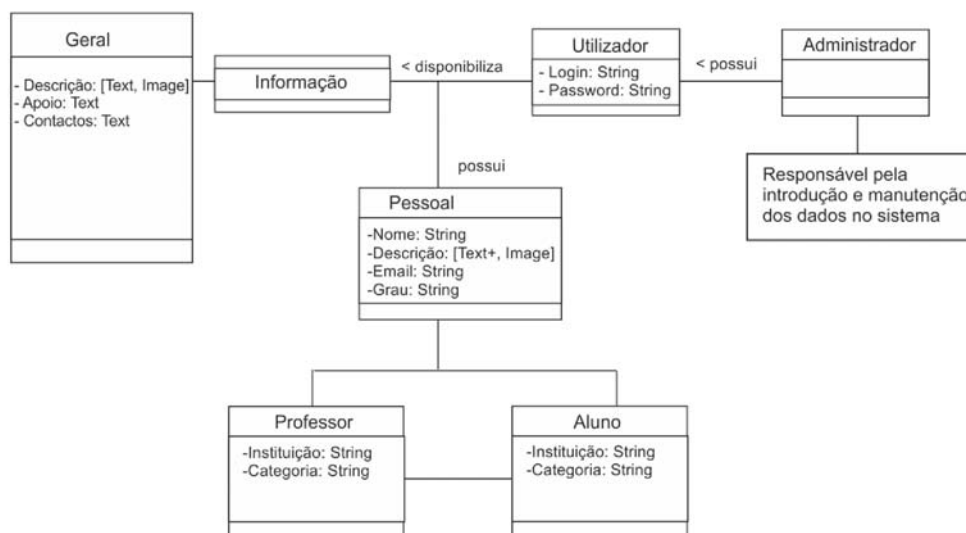 Geral
- Descrição: [Text, Image]
- Apoio: Text
- Contactos: Text
Informação
< disponibiliza
Utilizador
- Login: String
- Password: String
< possui
Administrador
Responsável pela
introdução e manutenção
dos dados no sistema
possui
Pessoal
-Nome: String
-Descrição: [Text+, Image]
-Email: String
-Grau: String
Professor
-Instituição: String
-Categoria: String
Aluno
-Instituição: String
-Categoria: String